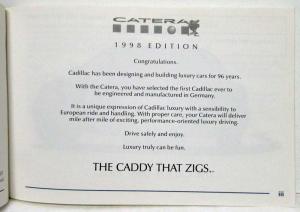 CATERA
1998 EDITION
Congratulations.
Cadillac has been designing and building luxury cars for 96 years.
With the Catera, you have selected the first Cadillac ever to
be engineered and manufactured in Germany.
It is a unique expression of Cadillac luxury with a sensibility to
European ride and handling. With proper care, your Catera will deliver
mile after mile of exciting, performance-oriented luxury driving.
Drive safely and enjoy.
Luxury truly can be fun.
THE CADDY THAT ZIGS..
iii